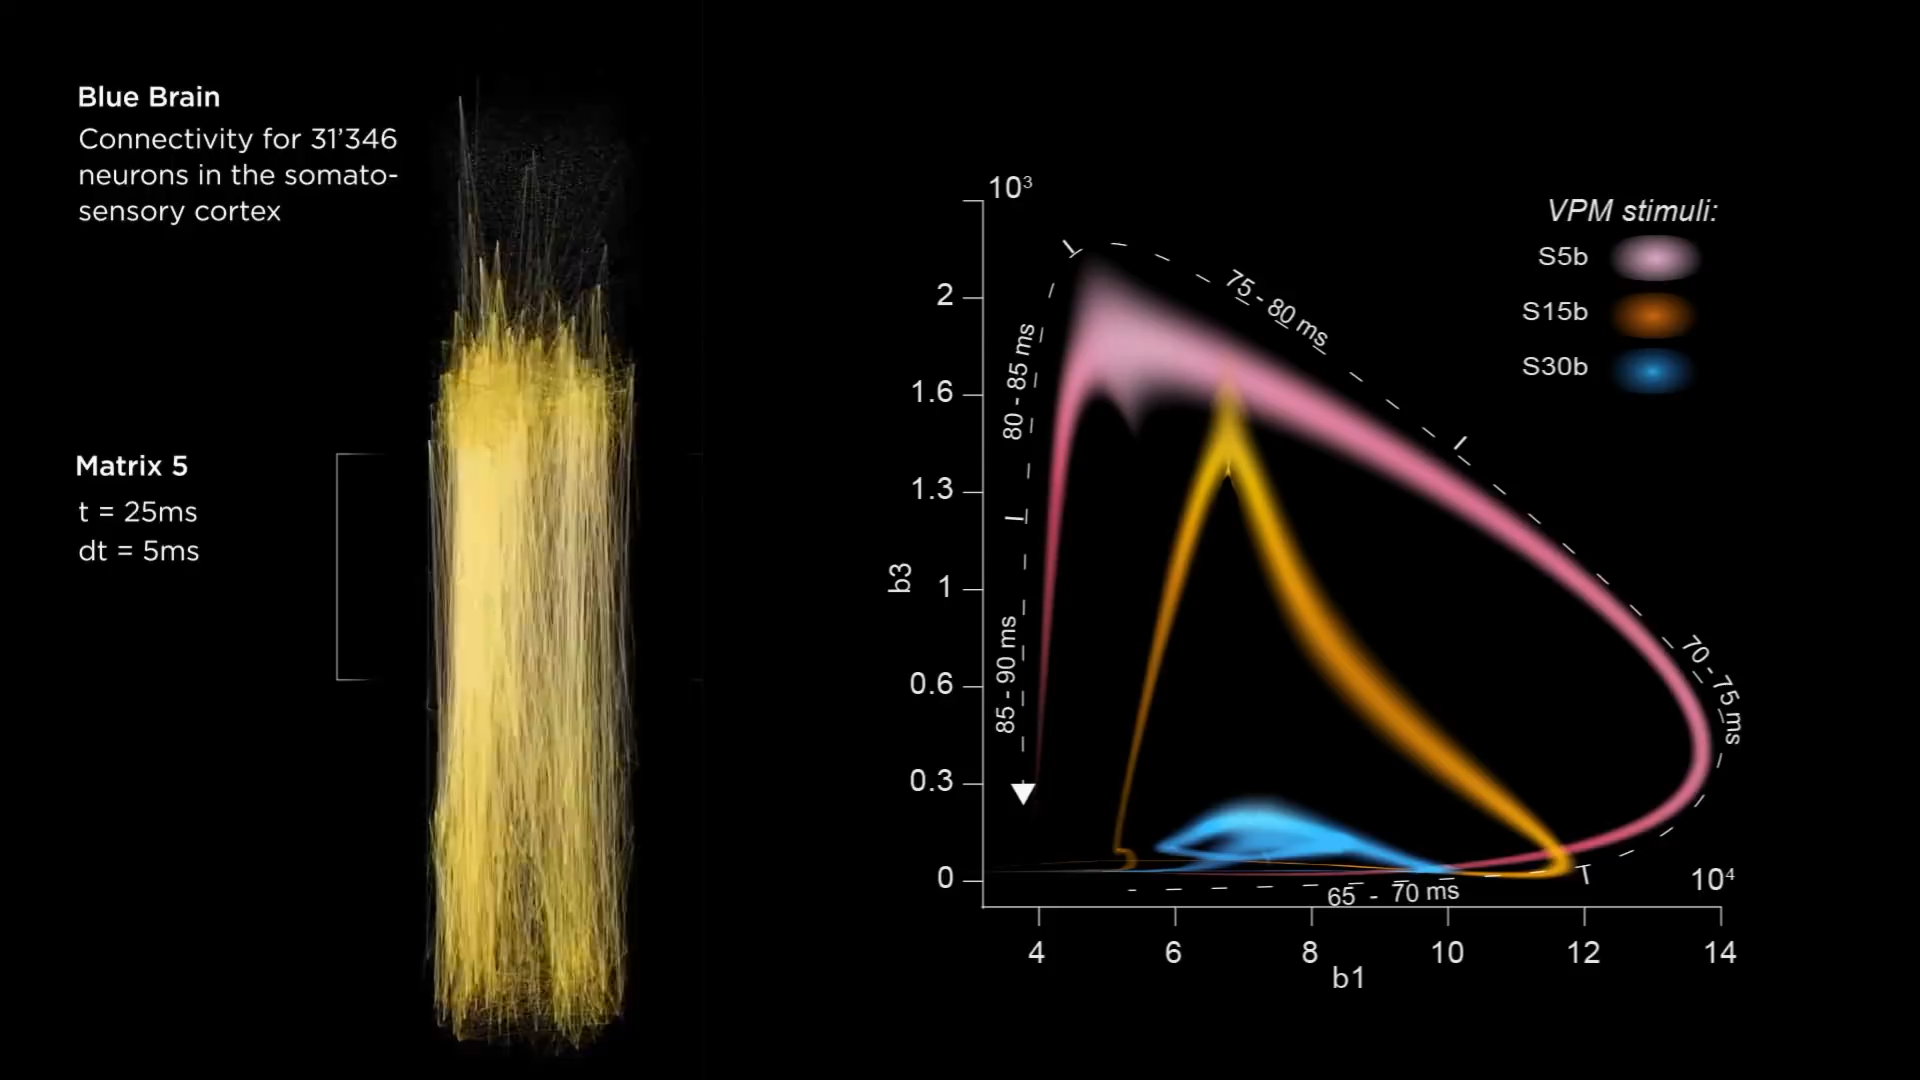 Blue Brain
Connectivity for 31'346
neurons in the somato-
sensory cortex
Matrix 5
t = 25ms
dt = 5ms
10³
2
1.6
1.3
1
0.6
0.3
0
b3
4
6
8
10
12
14
b1
10⁴
65 - 70 ms
70 - 75 ms
75 - 80 ms
80 - 85 ms
85 - 90 ms
VPM stimuli:
S5b
S15b
S30b